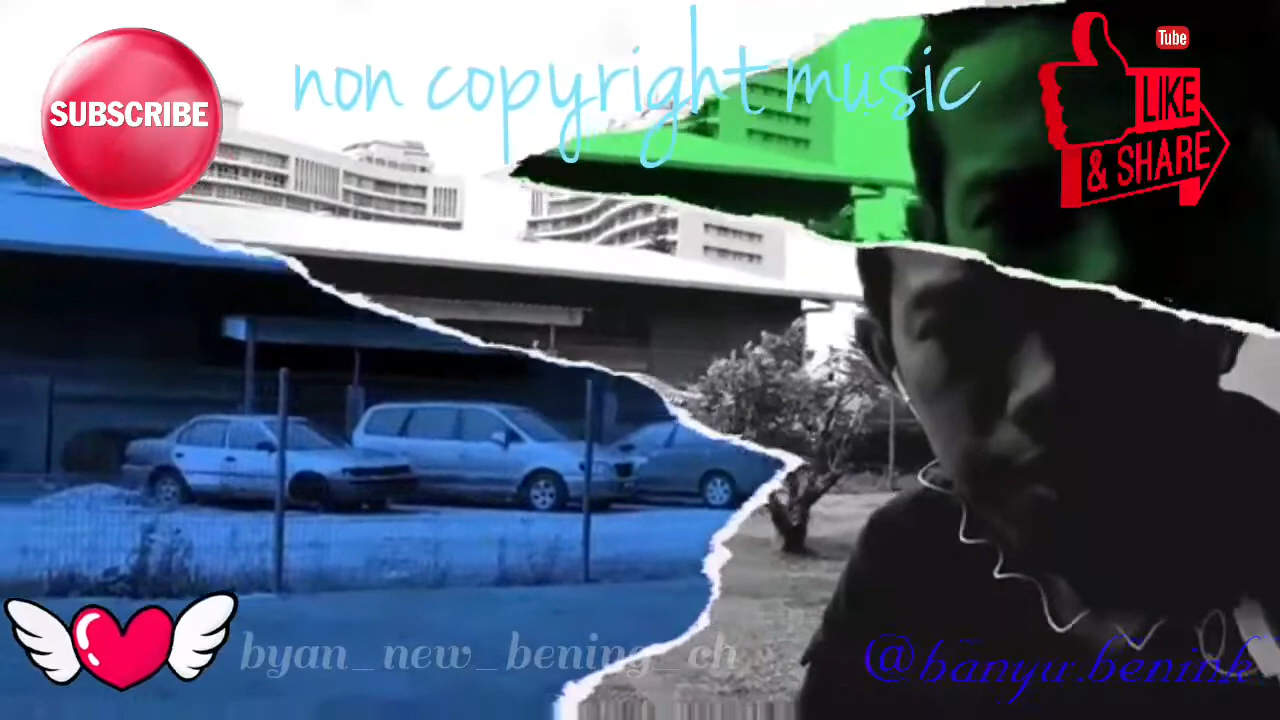 SUBSCRIBE
non copyright music
Tube
LIKE
& SHARE
byan_new_bening_ch
@banyu.benink